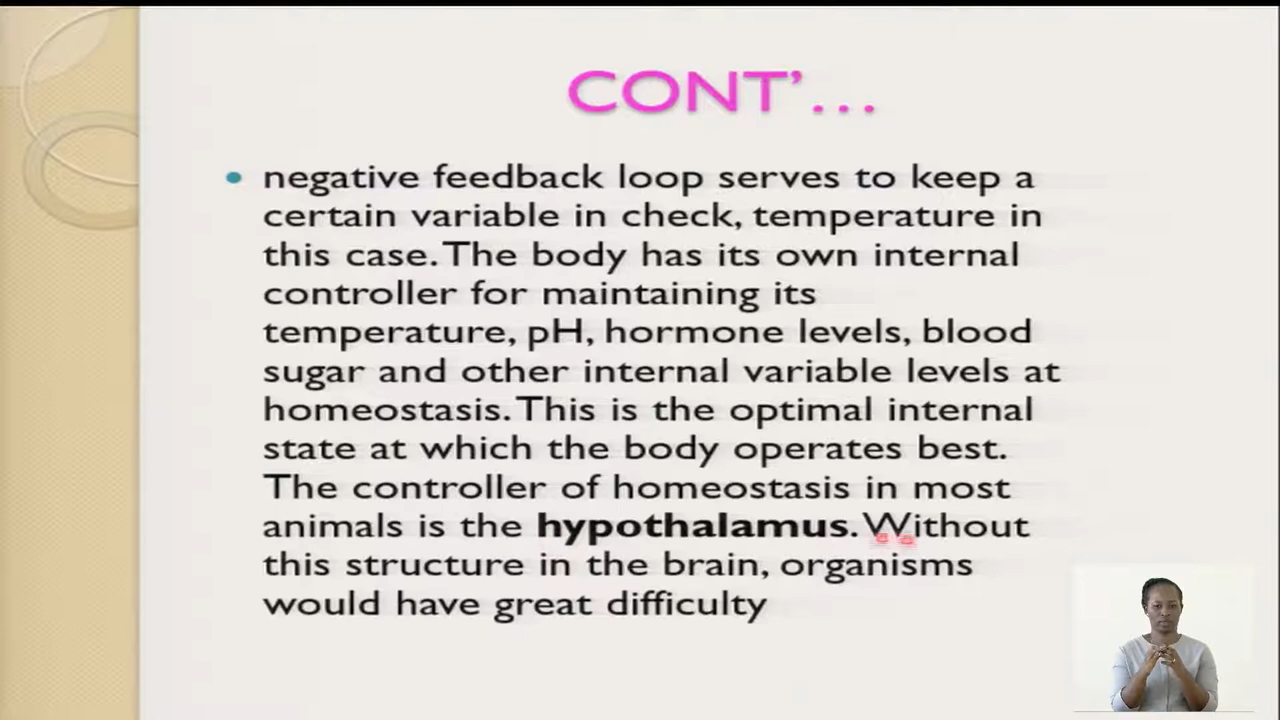 CONT'...
negative feedback loop serves to keep a
certain variable in check, temperature in
this case. The body has its own internal
controller for maintaining its
temperature, pH, hormone levels, blood
sugar and other internal variable levels at
homeostasis. This is the optimal internal
state at which the body operates best.
The controller of homeostasis in most
animals is the hypothalamus. Without
this structure in the brain, organisms
would have great difficulty